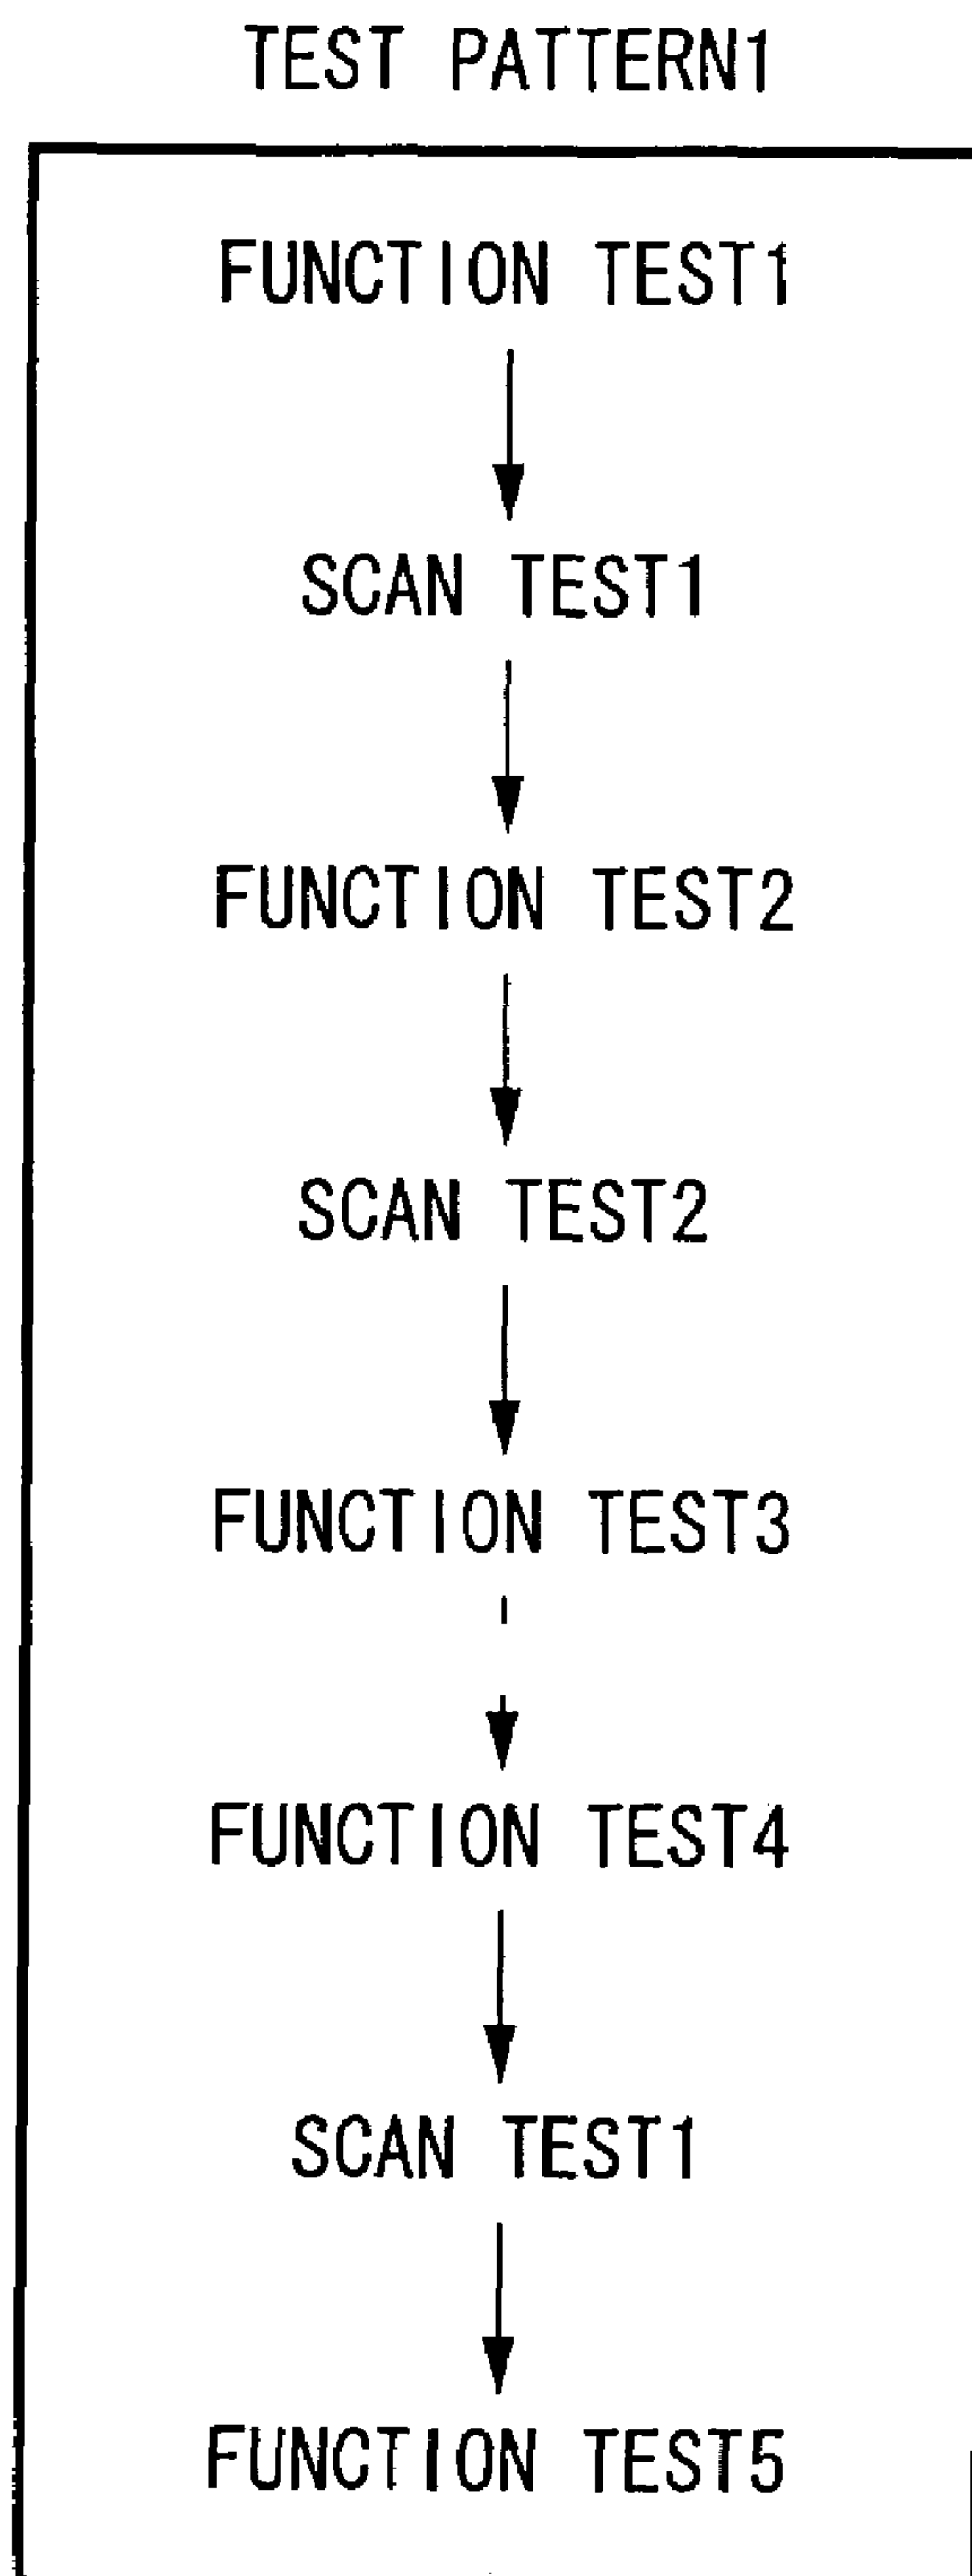 TEST PATTERN1
FUNCTION TEST1
SCAN TEST1
FUNCTION TEST2
SCAN TEST2
FUNCTION TEST3
FUNCTION TEST4
SCAN TEST1
FUNCTION TEST5